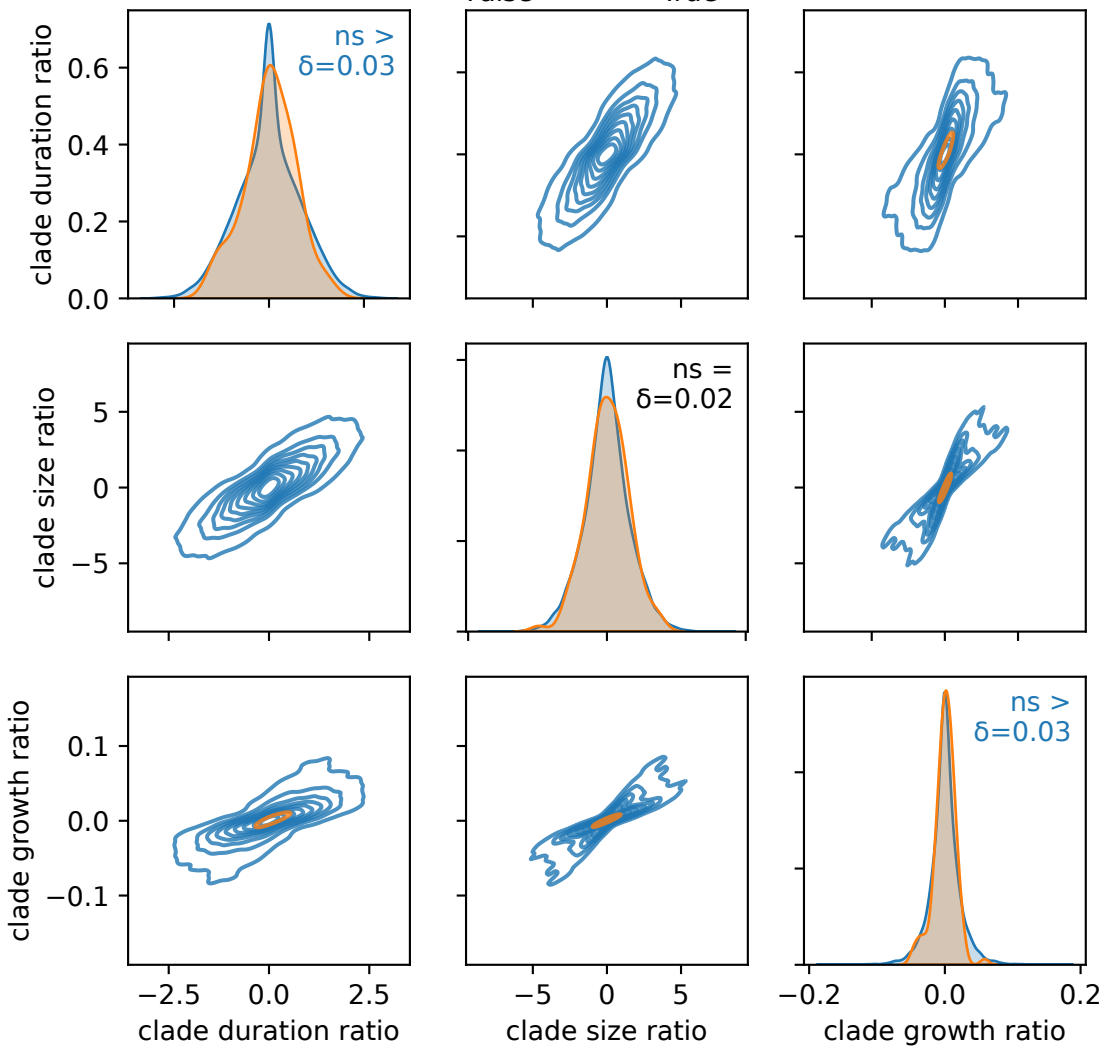 clade duration ratio
0.6
0.4
0.2
0.0
ns >
δ=0.03
clade size ratio
5
0
−5
ns =
δ=0.02
clade growth ratio
0.1
0.0
−0.1
ns >
δ=0.03
−2.5 0.0 2.5
−5 0 5
−0.2 0.0 0.2
clade duration ratio
clade size ratio
clade growth ratio